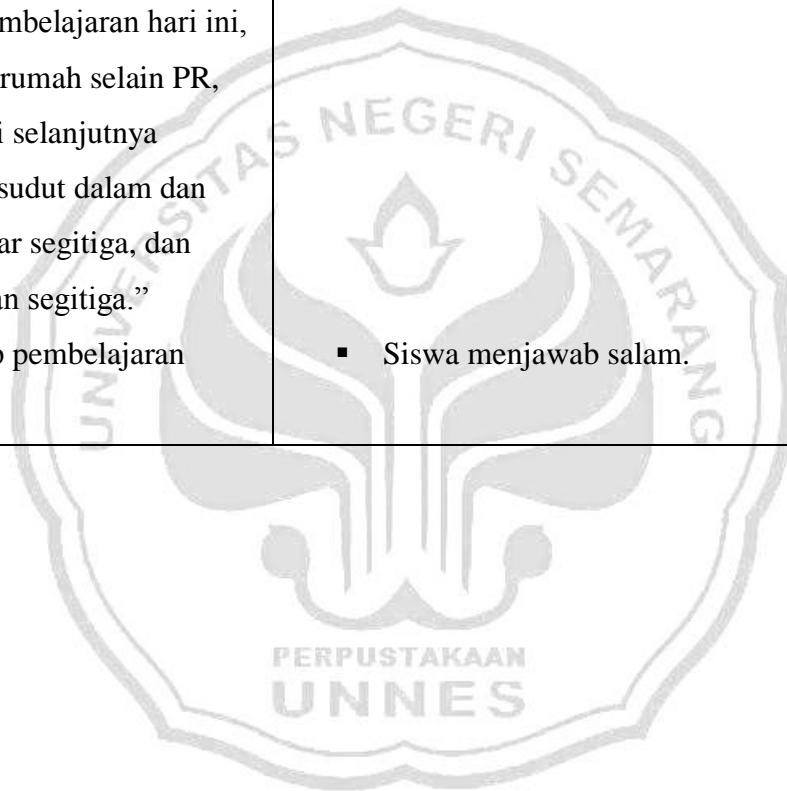 mbelajaran hari ini,
rumah selain PR,
i selanjutnya
sudut dalam dan
ar segitiga, dan
an segitiga.”
pembelajaran
▪ Siswa menjawab salam.
UNIVERSITAS NEGERI SEMARANG
PERPUSTAKAAN
UNNES